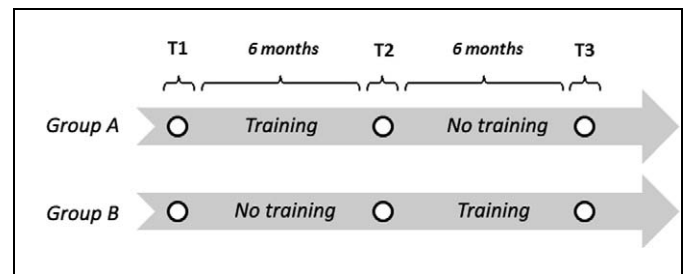 T1 6 months T2 6 months T3
Group A Training No training
Group B No training Training